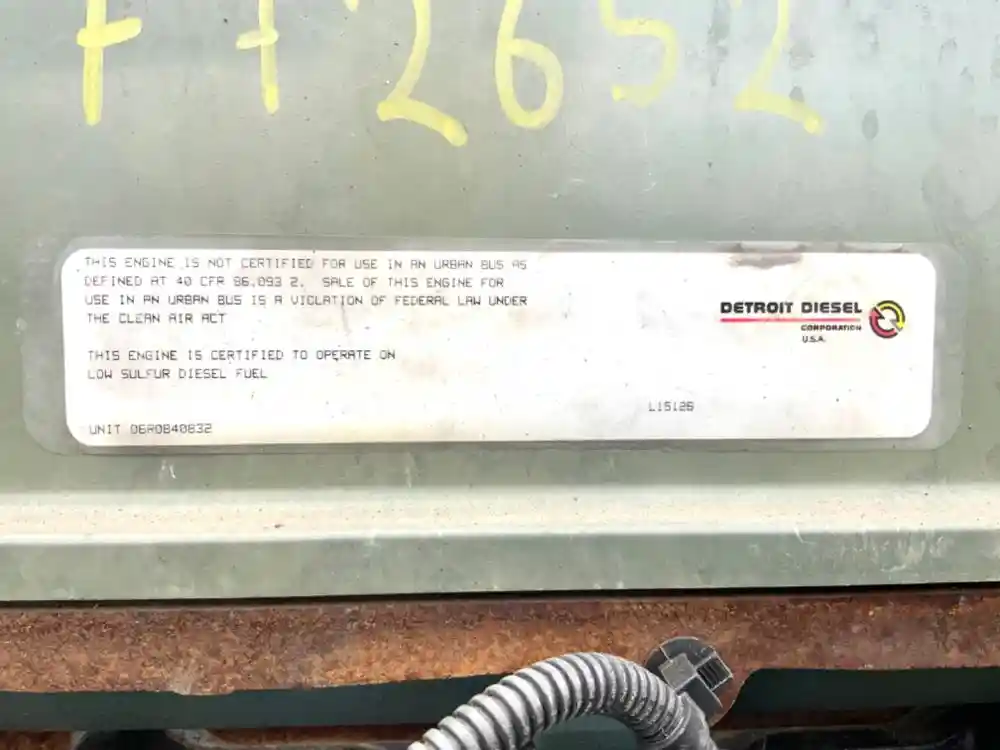 2652
THIS ENGINE IS NOT CERTIFIED FOR USE IN AN URBAN BUS AS
DEFINED AT 40 CFR 86,093 2. SALE OF THIS ENGINE FOR
USE IN AN URBAN BUS IS A VIOLATION OF FEDERAL LAW UNDER
THE CLEAN AIR ACT
THIS ENGINE IS CERTIFIED TO OPERATE ON
LOW SULFUR DIESEL FUEL
UNIT 06R0840832
L15126
DETROIT DIESEL
CORPORATION
U.S.A.